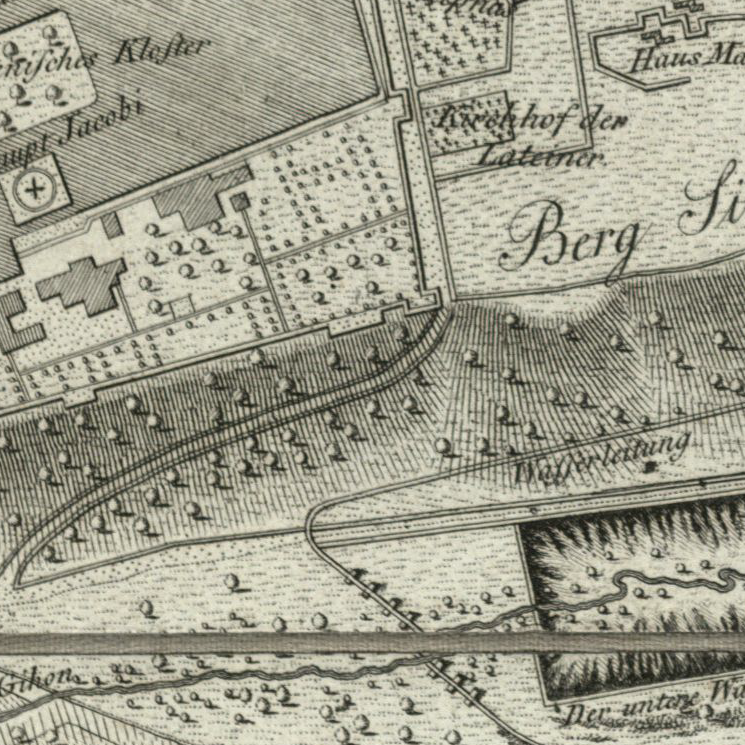 Kloster
Jacobi
Kirchhof der
Lateiner.
Haus
Berg
Wasserleitung
Gihon
Der untere